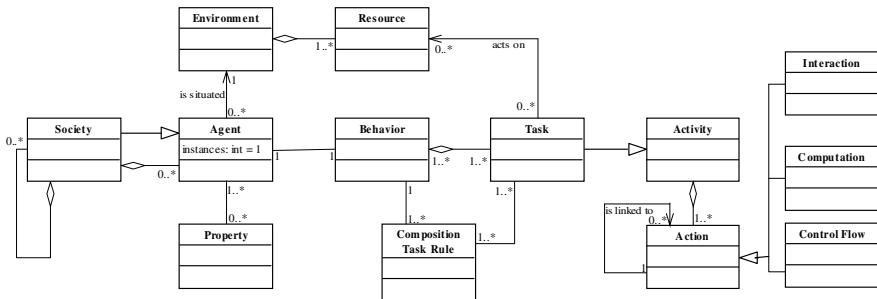 Environment
Resource
1..*
acts on
0..*
Interaction
1
is situated
0..*
0..*
Society
Agent
Behavior
Task
Activity
0..*
instances: int = 1
1
1
1..*
1..*
Computation
0..*
1..*
1
1..*
is linked to
0..*
1..*
0..*
1..*
Property
Composition
Task Rule
1..*
Action
Control Flow
1